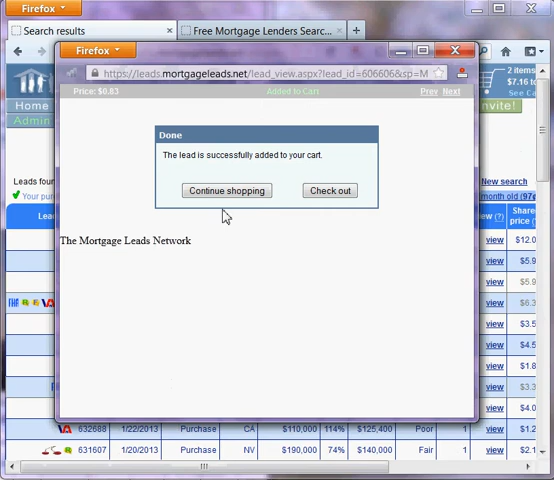 Firefox
Search results
Free Mortgage Lenders Searc...
Firefox
https://leads.mortgageleads.net/lead_view.aspx?lead_id=606606&sp=M
2 items
$7.16 to
See Ca
Price: $0.83
Added to Cart
Prev Next
Home
Admin
Done
The lead is successfully added to your cart.
Continue shopping
Check out
Leads foun
New search
Your pu
month old (97¢
Lea
(?)
Share
price (
The Mortgage Leads Network
view $12.0
view $5.9
view $5.9
view $6.3
view $3.5
view $4.5
view $1.8
view $3.3
view $4.0
VA 632688 1/22/2013 Purchase CA $110,000 114% $125,400 Poor view $1.2
631607 1/20/2013 Purchase NV $190,000 74% $140,000 Fair 1 view $2.1